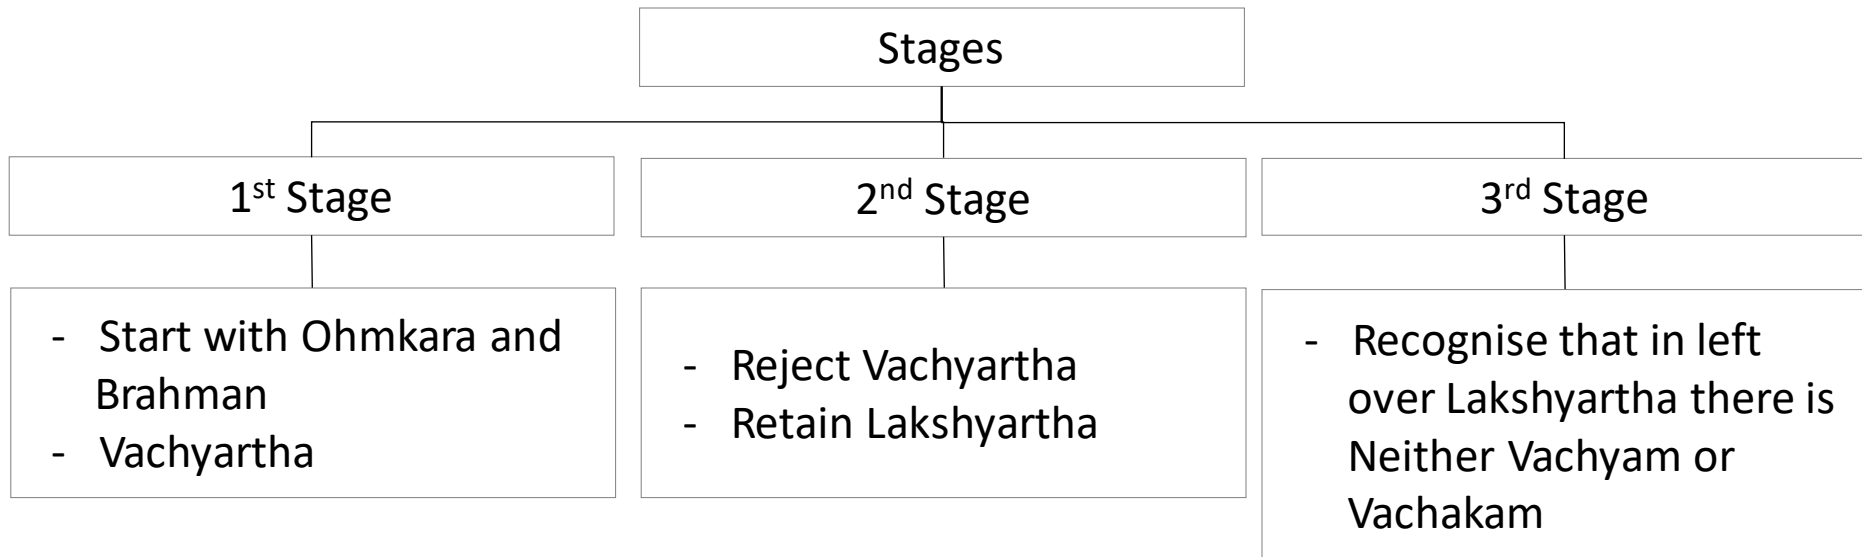 Stages
1st Stage
2nd Stage
3rd Stage
- Start with Ohmkara and
Brahman
- Vachyartha
- Reject Vachyartha
- Retain Lakshyartha
- Recognise that in left
over Lakshyartha there is
Neither Vachyam or
Vachakam